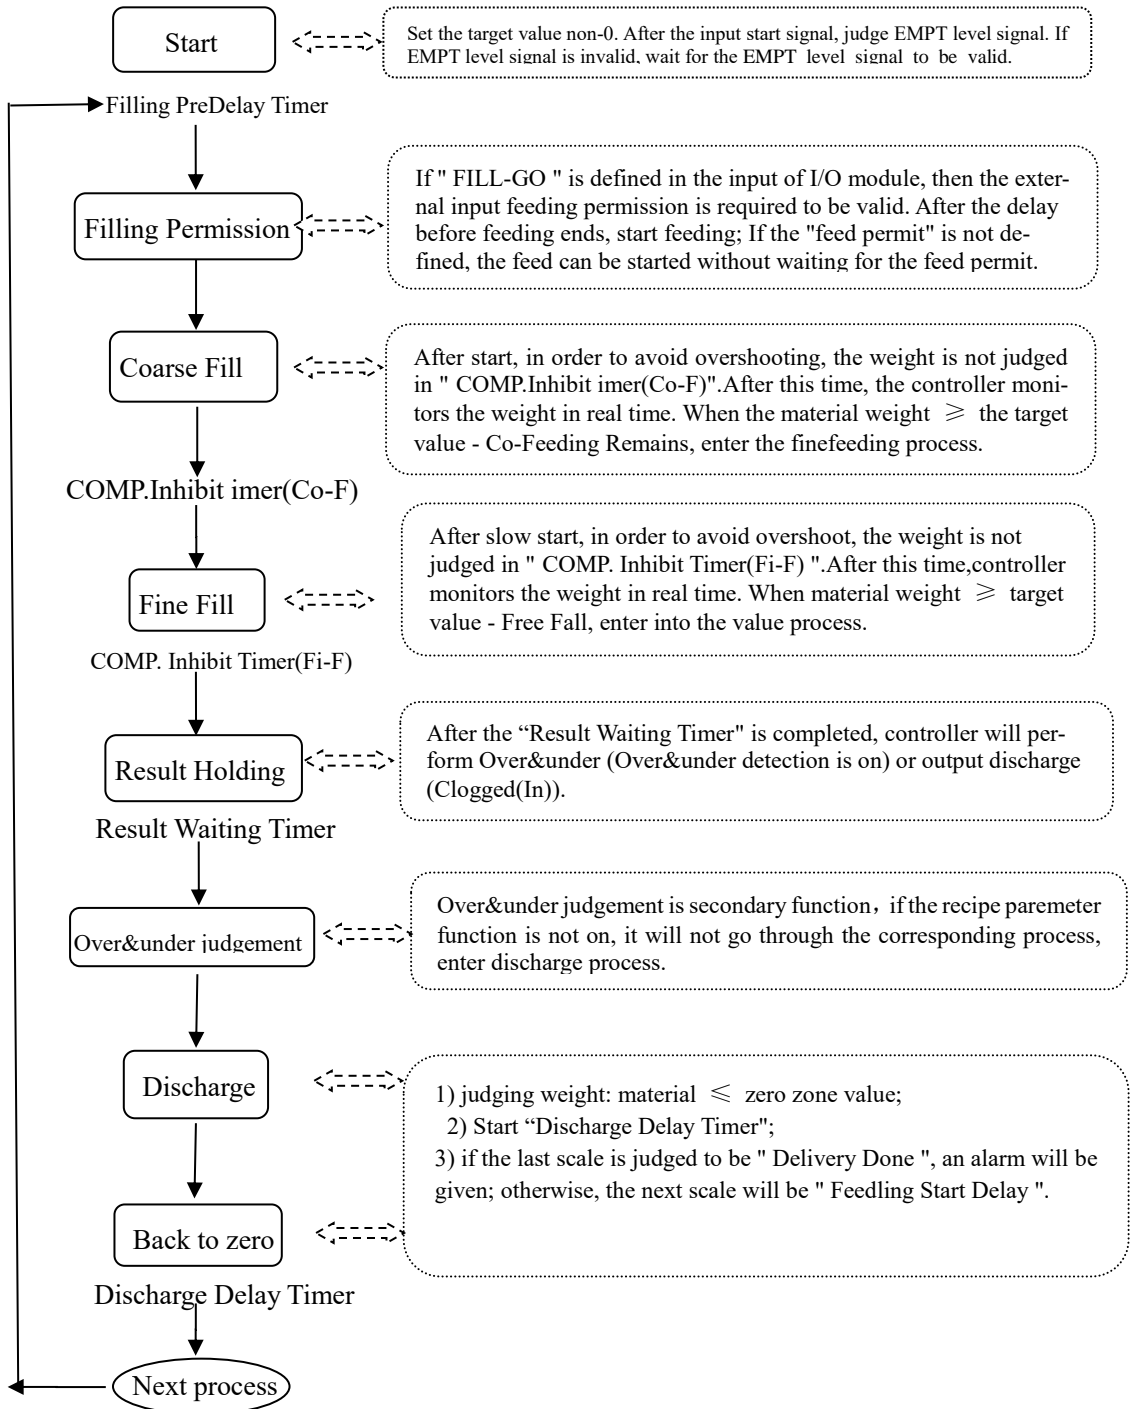 Start
Set the target value non-0. After the input start signal, judge EMPT level signal. If
EMPT level signal is invalid, wait for the EMPT level signal to be valid.
Filling PreDelay Timer
Filling Permission
If " FILL-GO " is defined in the input of I/O module, then the exter-
nal input feeding permission is required to be valid. After the delay
before feeding ends, start feeding; If the "feed permit" is not de-
fined, the feed can be started without waiting for the feed permit.
Coarse Fill
After start, in order to avoid overshooting, the weight is not judged
in " COMP.Inhibit imer(Co-F)".After this time, the controller moni-
tors the weight in real time. When the material weight ≥ the target
value - Co-Feeding Remains, enter the finefeeding process.
COMP.Inhibit imer(Co-F)
Fine Fill
After slow start, in order to avoid overshoot, the weight is not
judged in " COMP. Inhibit Timer(Fi-F) ".After this time,controller
monitors the weight in real time. When material weight ≥ target
value - Free Fall, enter into the value process.
COMP. Inhibit Timer(Fi-F)
Result Holding
After the “Result Waiting Timer" is completed, controller will per-
form Over&under (Over&under detection is on) or output discharge
(Clogged(In)).
Result Waiting Timer
Over&under judgement
Over&under judgement is secondary function，if the recipe paremeter
function is not on, it will not go through the corresponding process,
enter discharge process.
Discharge
1) judging weight: material ≤ zero zone value;
2) Start “Discharge Delay Timer";
3) if the last scale is judged to be " Delivery Done ", an alarm will be
given; otherwise, the next scale will be " Feedling Start Delay ".
Back to zero
Discharge Delay Timer
Next process